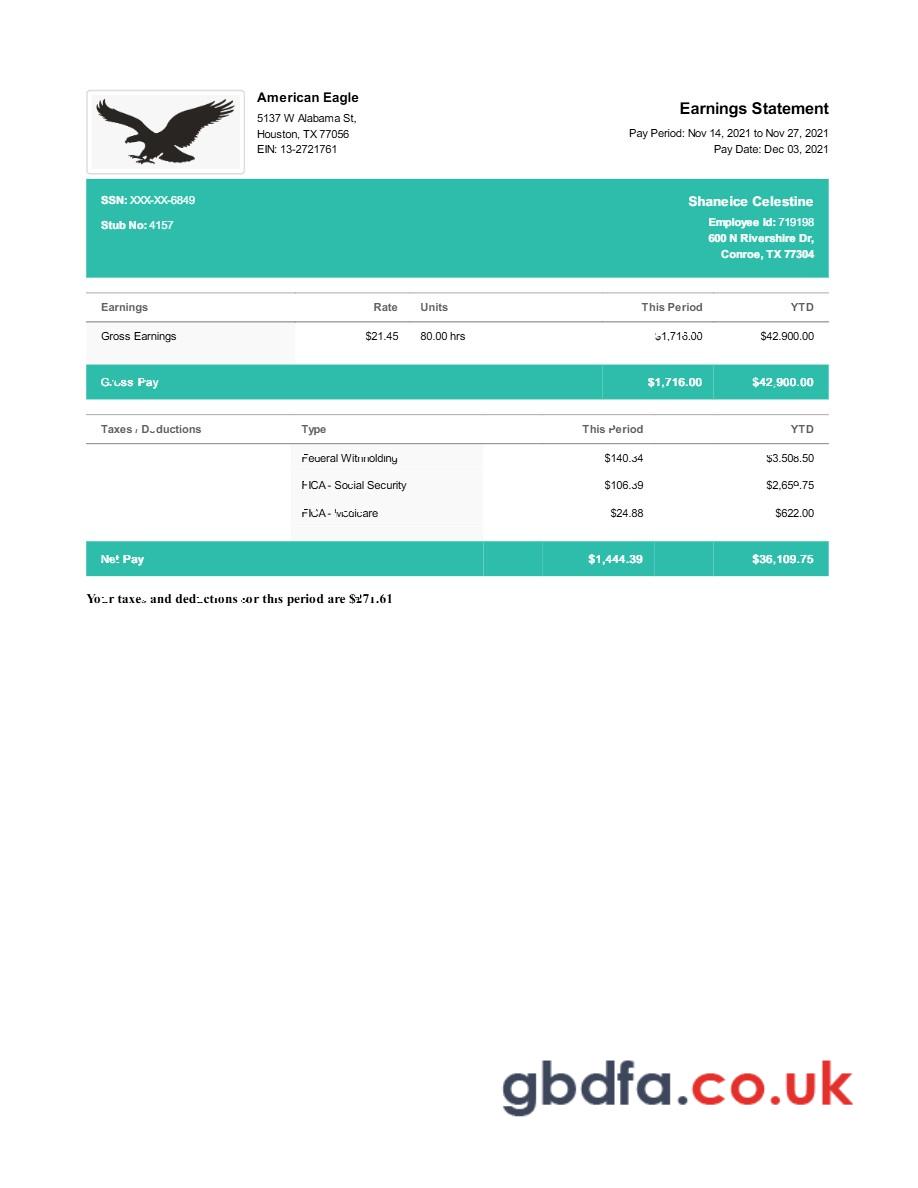 American Eagle
5137 W Alabama St,
Houston, TX 77056
EIN: 13-2721761
Earnings Statement
Pay Period: Nov 14, 2021 to Nov 27, 2021
Pay Date: Dec 03, 2021
SSN: XXX-XX-6849
Stub No: 4157
Shaneice Celestine
Employee Id: 719198
600 N Rivershire Dr,
Conroe, TX 77304
Earnings Rate Units This Period YTD
Gross Earnings $21.45 80.00 hrs $1,716.00 $42.900.00
Gross Pay $1,716.00 $42,900.00
Taxes / Deductions Type This Period YTD
Federal Withholding $140.34 $3.508.50
FICA - Social Security $106.39 $2,659.75
FICA - Medicare $24.88 $622.00
Net Pay $1,444.39 $36,109.75
Your taxes and deductions for this period are $271.61
gbdfa.co.uk